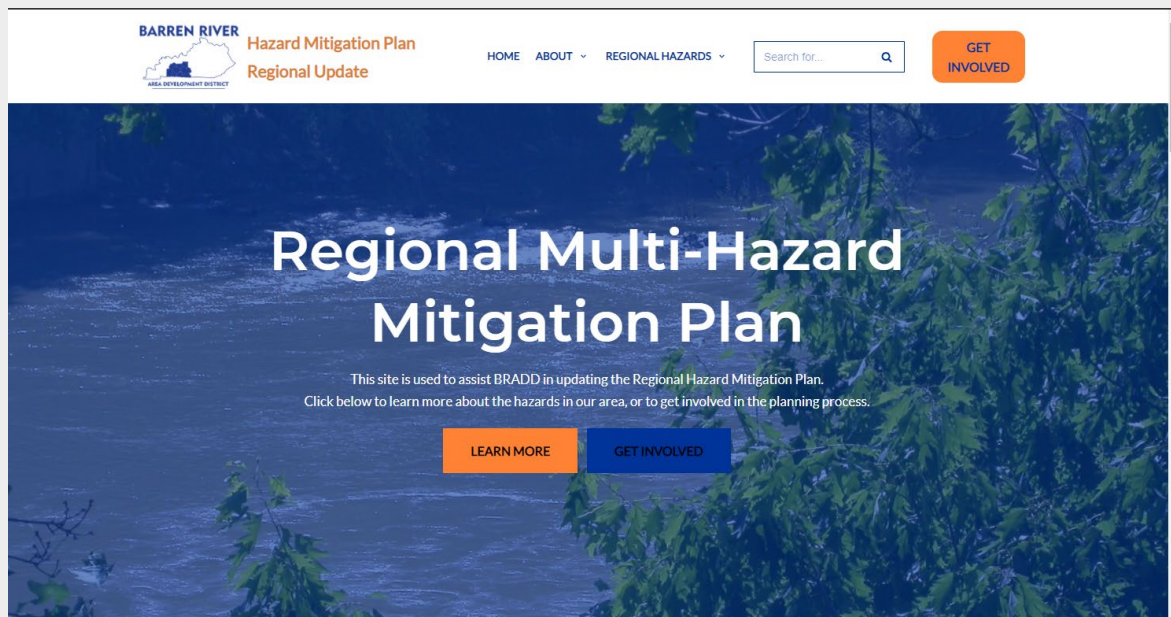 BARREN RIVER
AREA DEVELOPMENT DISTRICT
Hazard Mitigation Plan
Regional Update
HOME ABOUT REGIONAL HAZARDS
Search for...
GET
INVOLVED
Regional Multi-Hazard
Mitigation Plan
This site is used to assist BRADD in updating the Regional Hazard Mitigation Plan.
Click below to learn more about the hazards in our area, or to get involved in the planning process.
LEARN MORE GET INVOLVED